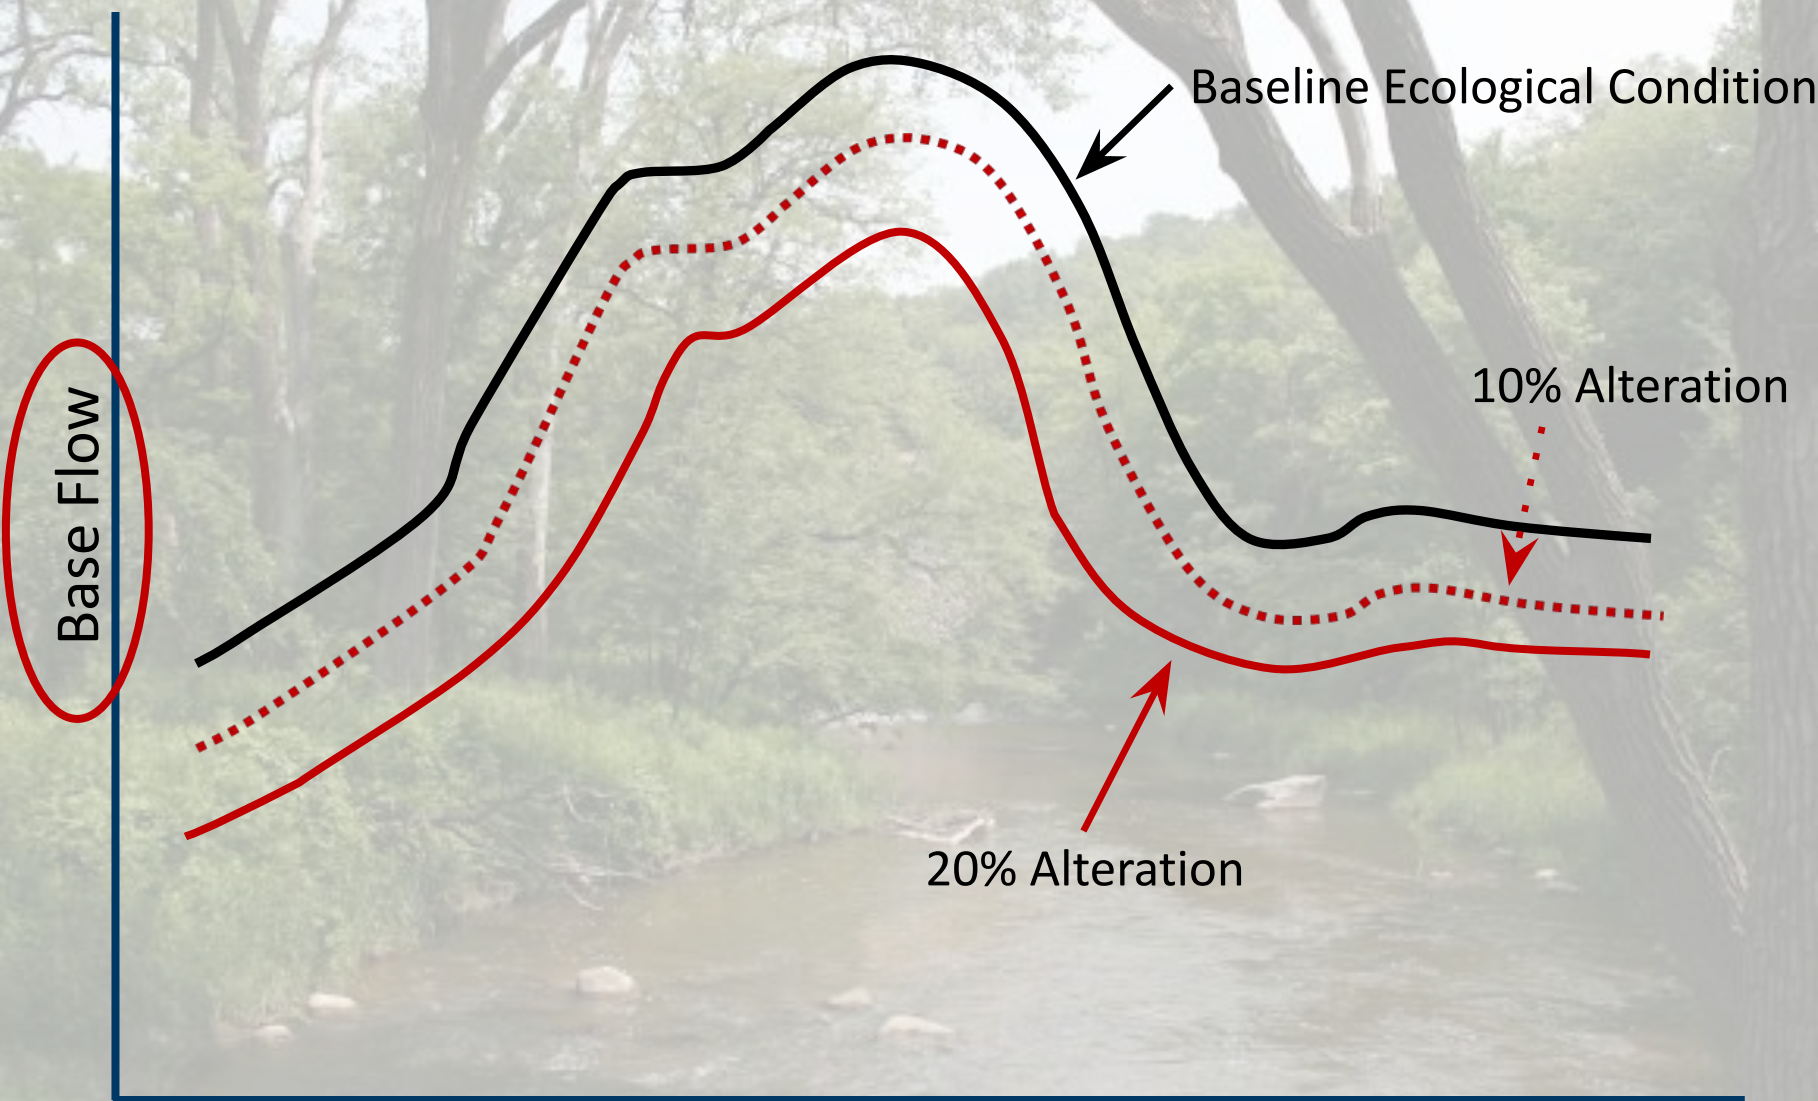 Baseline Ecological Condition
10% Alteration
Base Flow
20% Alteration